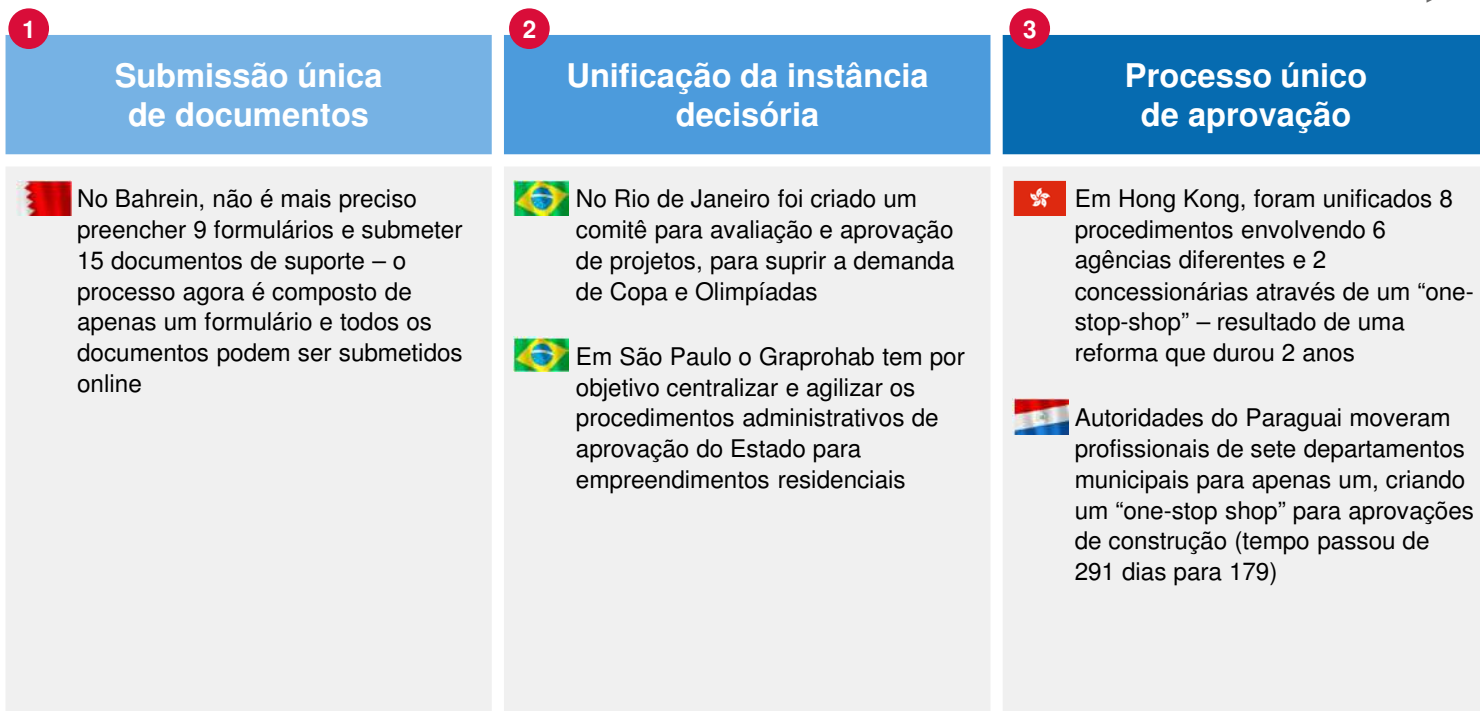 1
Submissão única
de documentos
No Bahrein, não é mais preciso
preencher 9 formulários e submeter
15 documentos de suporte – o
processo agora é composto de
apenas um formulário e todos os
documentos podem ser submetidos
online
2
Unificação da instância
decisória
No Rio de Janeiro foi criado um
comitê para avaliação e aprovação
de projetos, para suprir a demanda
de Copa e Olimpíadas
Em São Paulo o Graprohab tem por
objetivo centralizar e agilizar os
procedimentos administrativos de
aprovação do Estado para
empreendimentos residenciais
3
Processo único
de aprovação
Em Hong Kong, foram unificados 8
procedimentos envolvendo 6
agências diferentes e 2
concessionárias através de um “one-
stop-shop” – resultado de uma
reforma que durou 2 anos
Autoridades do Paraguai moveram
profissionais de sete departamentos
municipais para apenas um, criando
um “one-stop shop” para aprovações
de construção (tempo passou de
291 dias para 179)